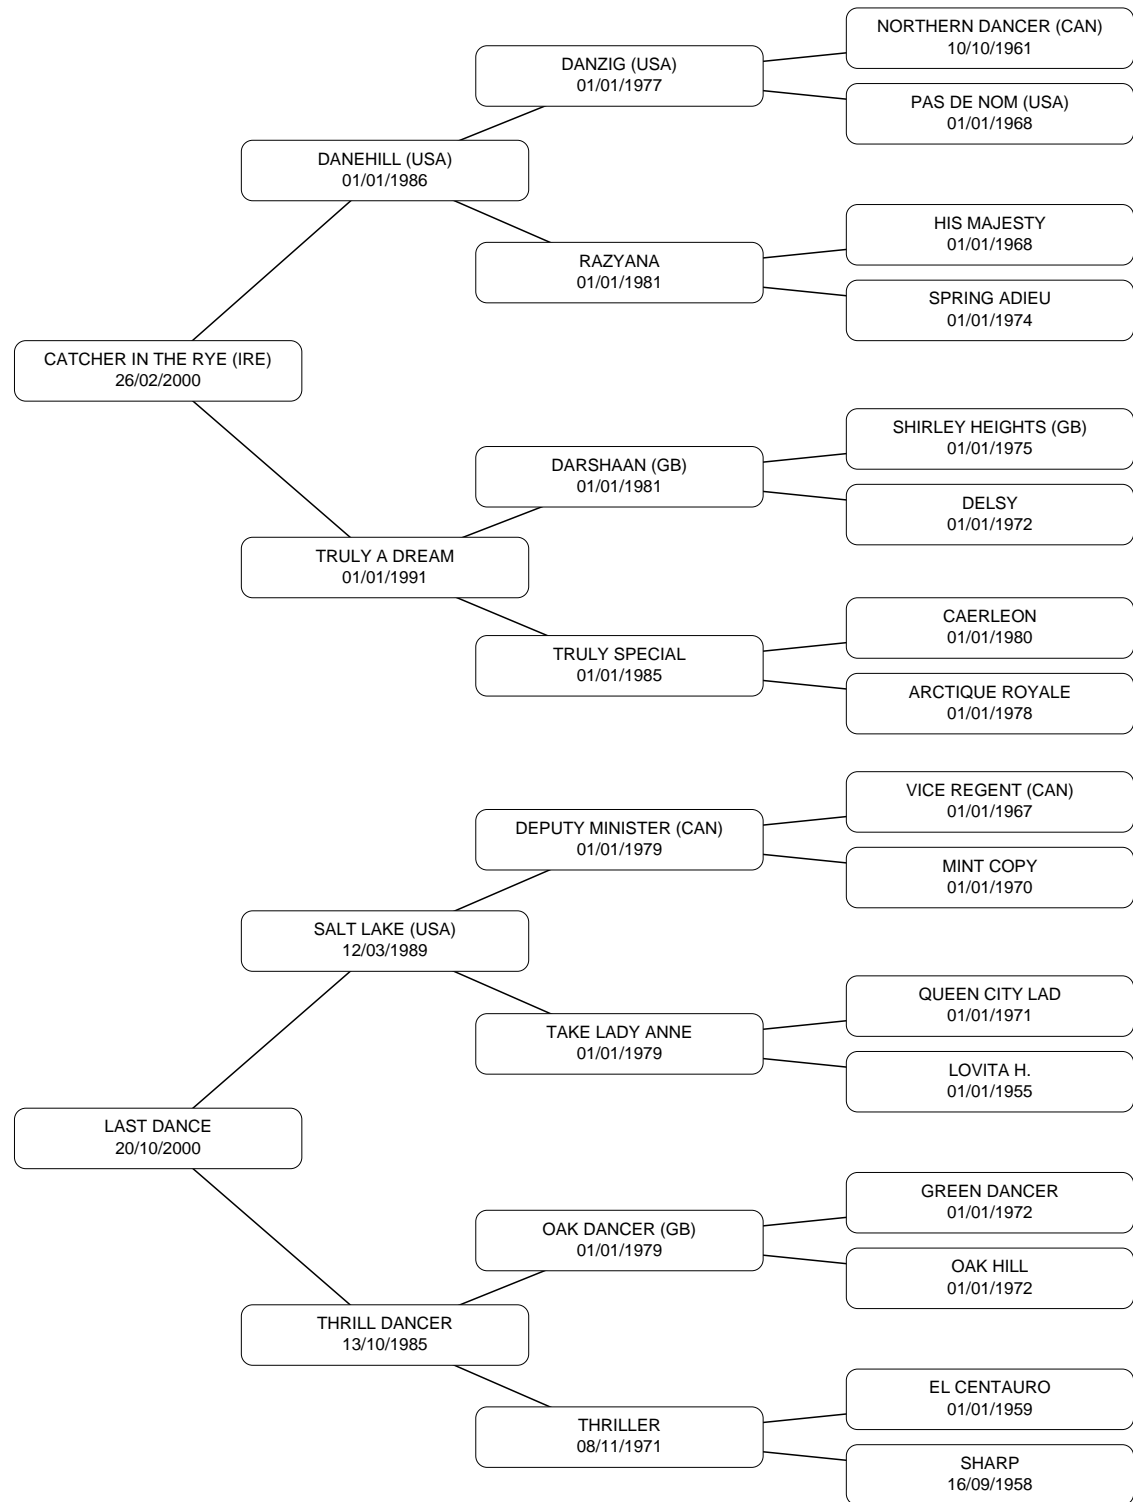 NORTHERN DANCER (CAN)
10/10/1961
DANZIG (USA)
01/01/1977
PAS DE NOM (USA)
01/01/1968
DANEHILL (USA)
01/01/1986
HIS MAJESTY
01/01/1968
RAZYANA
01/01/1981
SPRING ADIEU
01/01/1974
CATCHER IN THE RYE (IRE)
26/02/2000
SHIRLEY HEIGHTS (GB)
01/01/1975
DARSHAAN (GB)
01/01/1981
DELSY
01/01/1972
TRULY A DREAM
01/01/1991
CAERLEON
01/01/1980
TRULY SPECIAL
01/01/1985
ARCTIQUE ROYALE
01/01/1978
VICE REGENT (CAN)
01/01/1967
DEPUTY MINISTER (CAN)
01/01/1979
MINT COPY
01/01/1970
SALT LAKE (USA)
12/03/1989
QUEEN CITY LAD
01/01/1971
TAKE LADY ANNE
01/01/1979
LOVITA H.
01/01/1955
LAST DANCE
20/10/2000
GREEN DANCER
01/01/1972
OAK DANCER (GB)
01/01/1979
OAK HILL
01/01/1972
THRILL DANCER
13/10/1985
EL CENTAURO
01/01/1959
THRILLER
08/11/1971
SHARP
16/09/1958